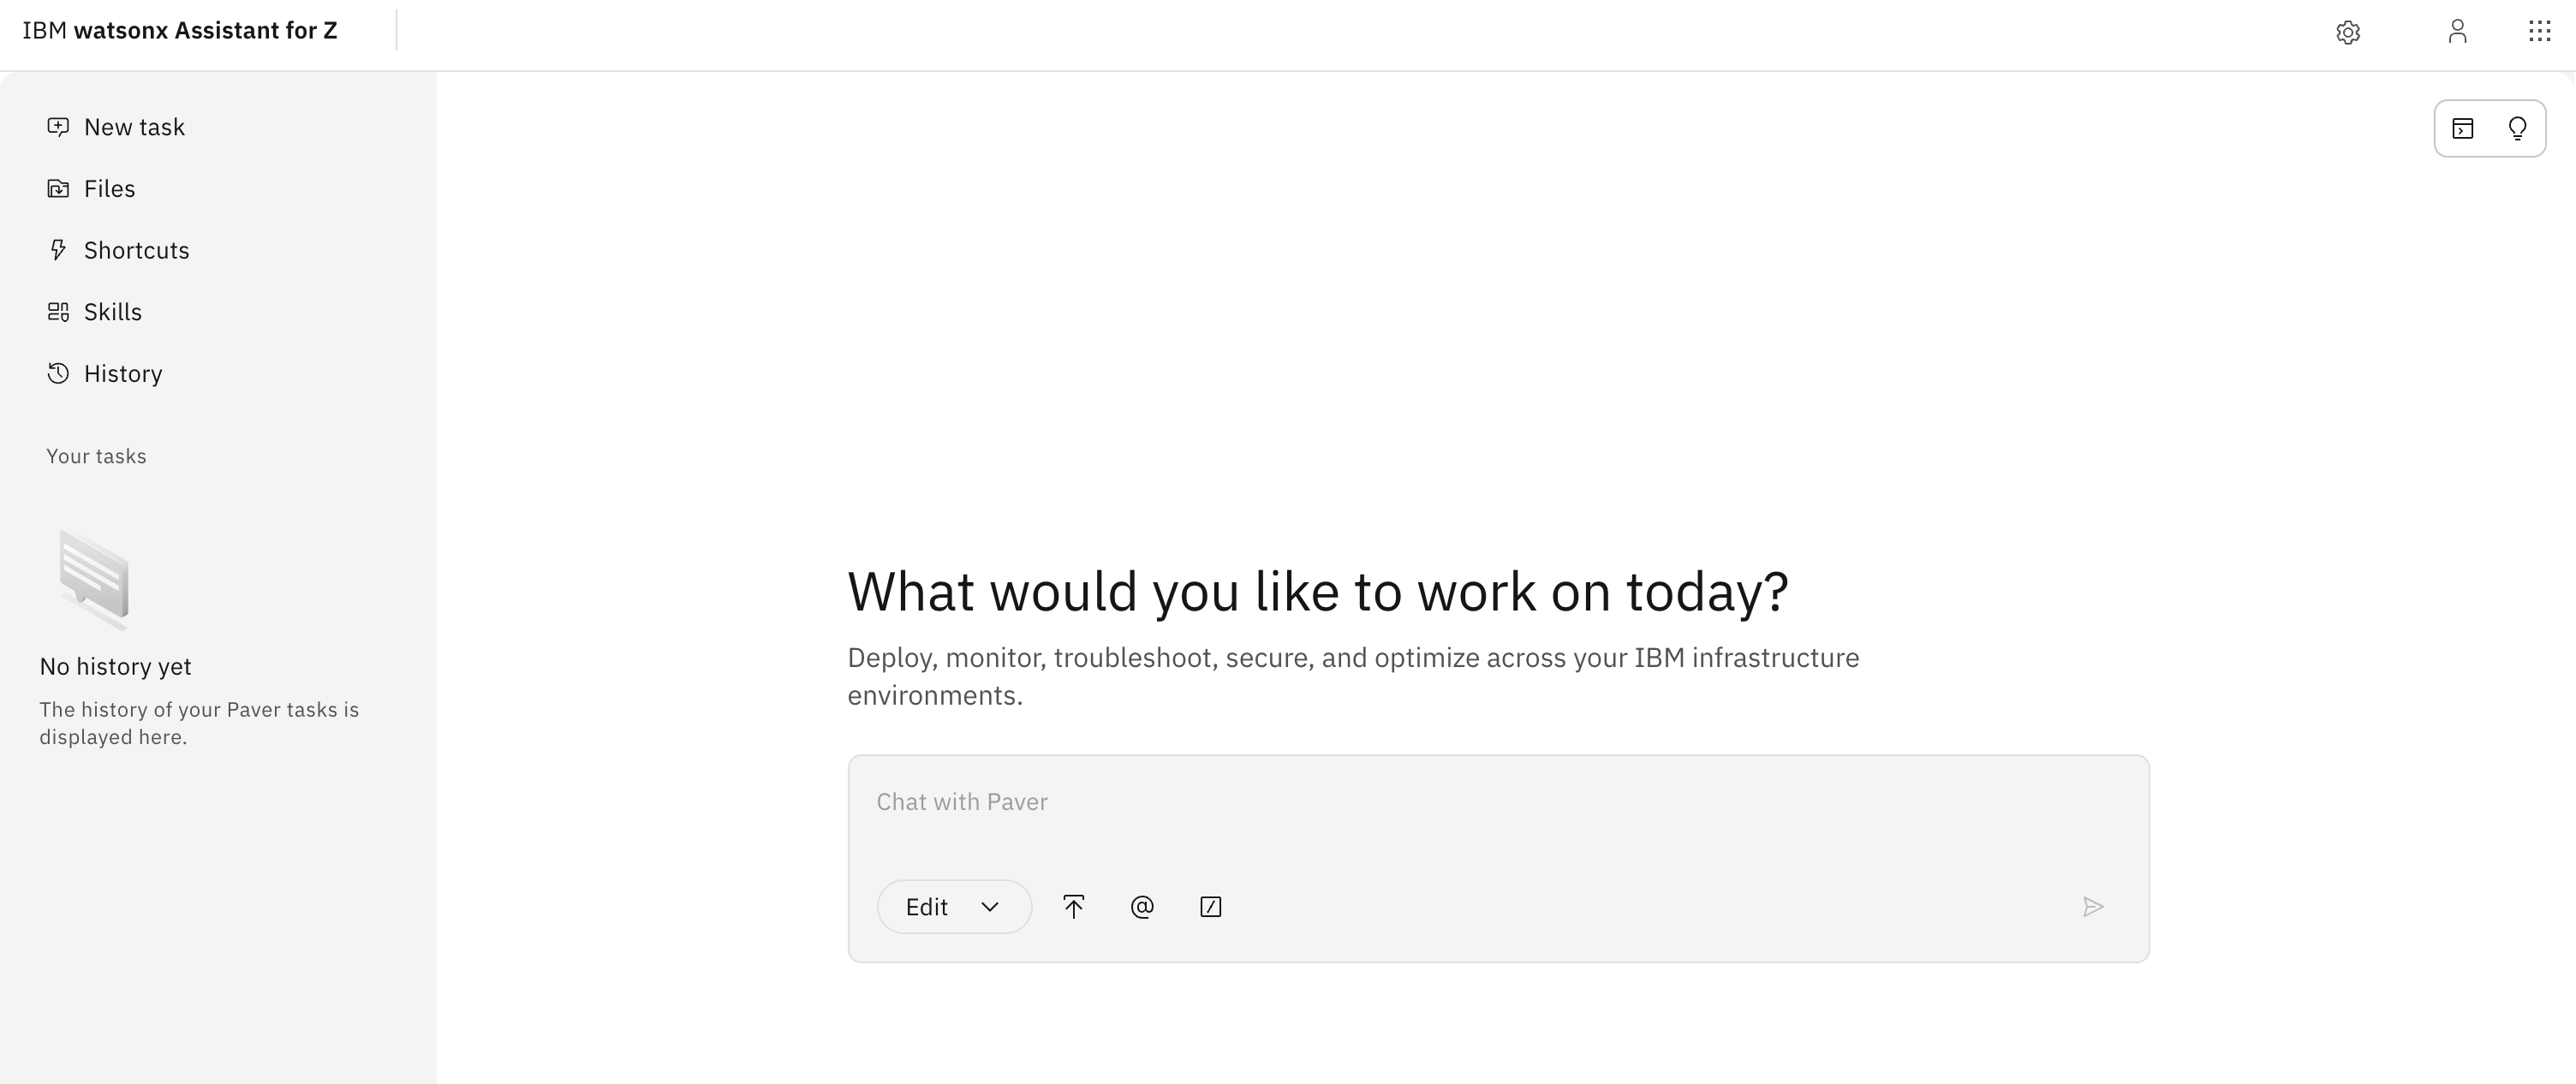 IBM watsonx Assistant for Z
New task
Files
Shortcuts
Skills
History
Your tasks
No history yet
The history of your Paver tasks is
displayed here.
What would you like to work on today?
Deploy, monitor, troubleshoot, secure, and optimize across your IBM infrastructure
environments.
Chat with Paver
Edit